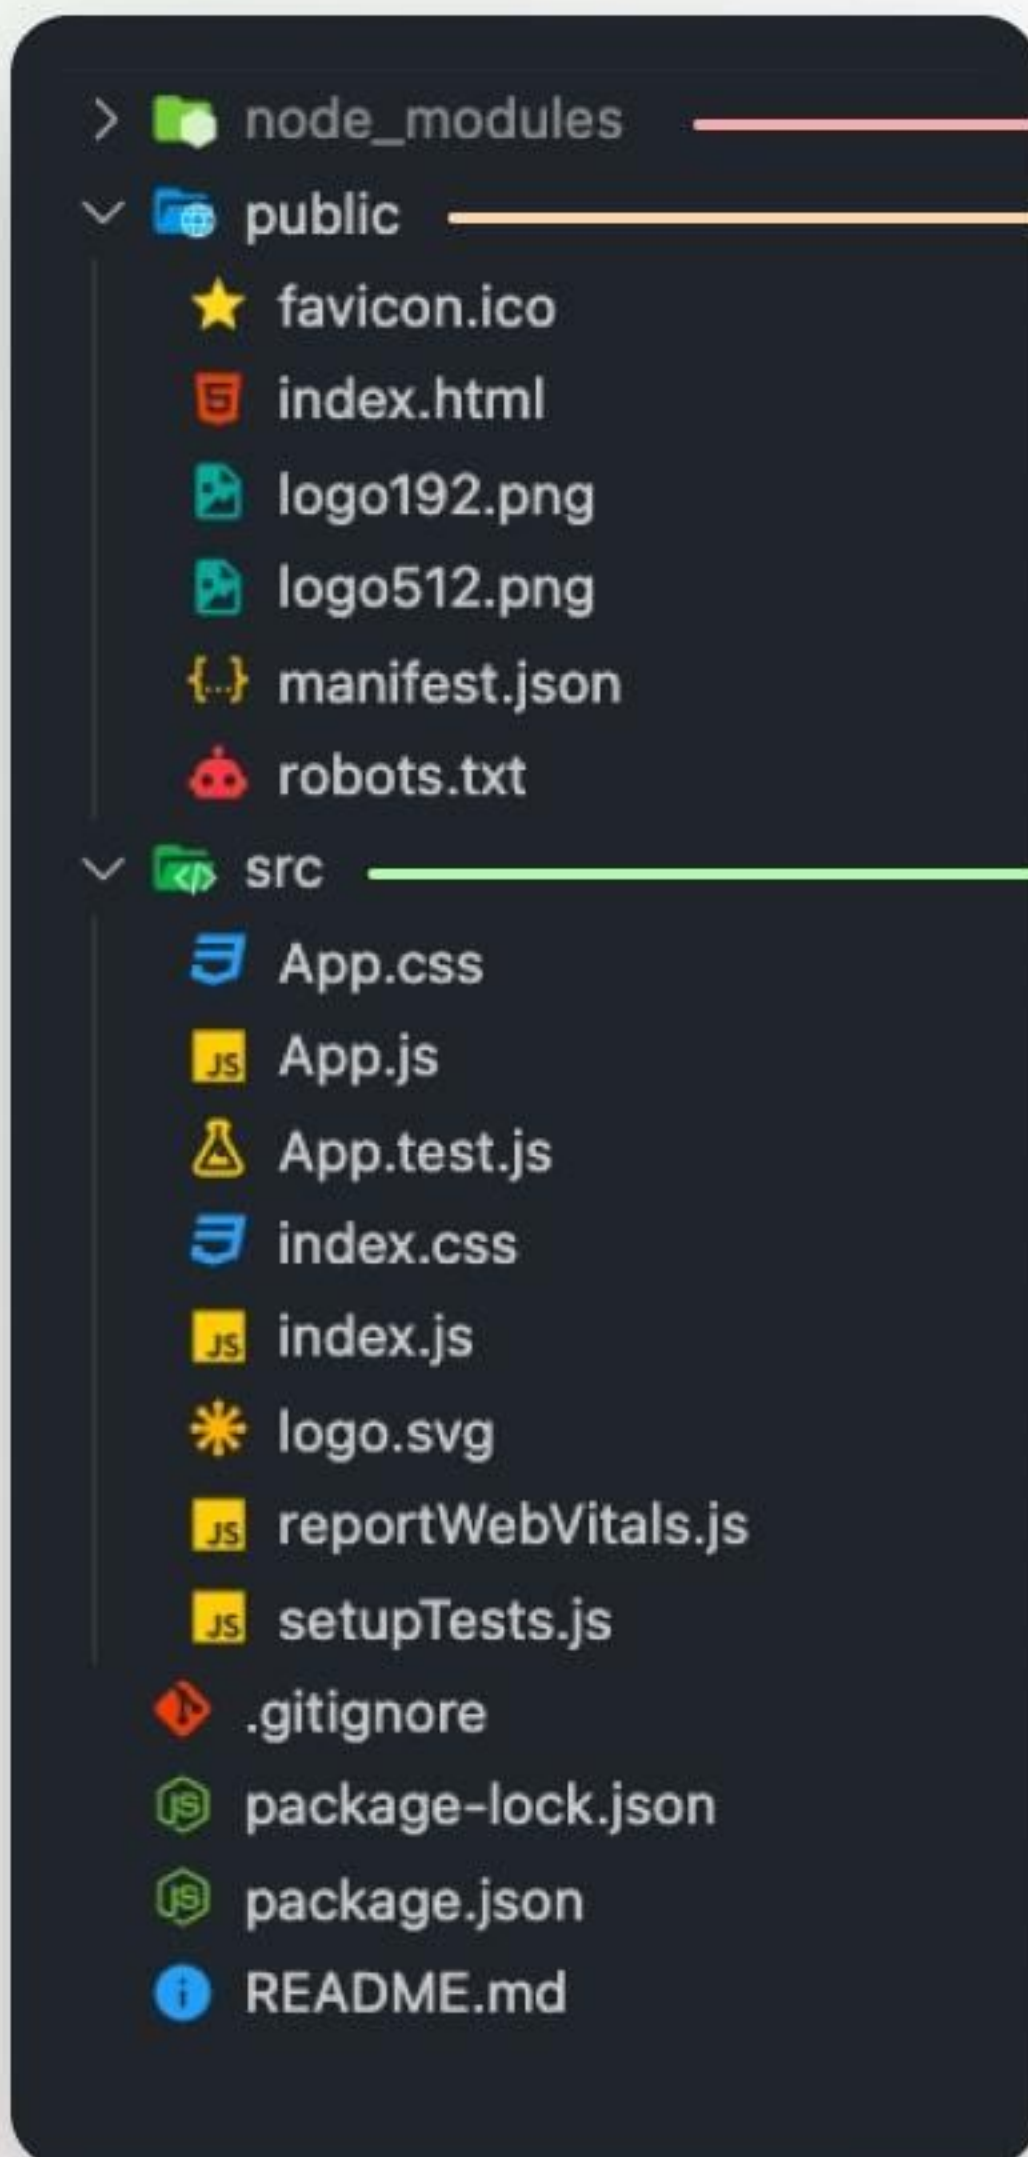 node_modules
public
favicon.ico
index.html
logo192.png
logo512.png
manifest.json
robots.txt
src
App.css
App.js
App.test.js
index.css
index.js
logo.svg
reportWebVitals.js
setupTests.js
.gitignore
package-lock.json
package.json
README.md